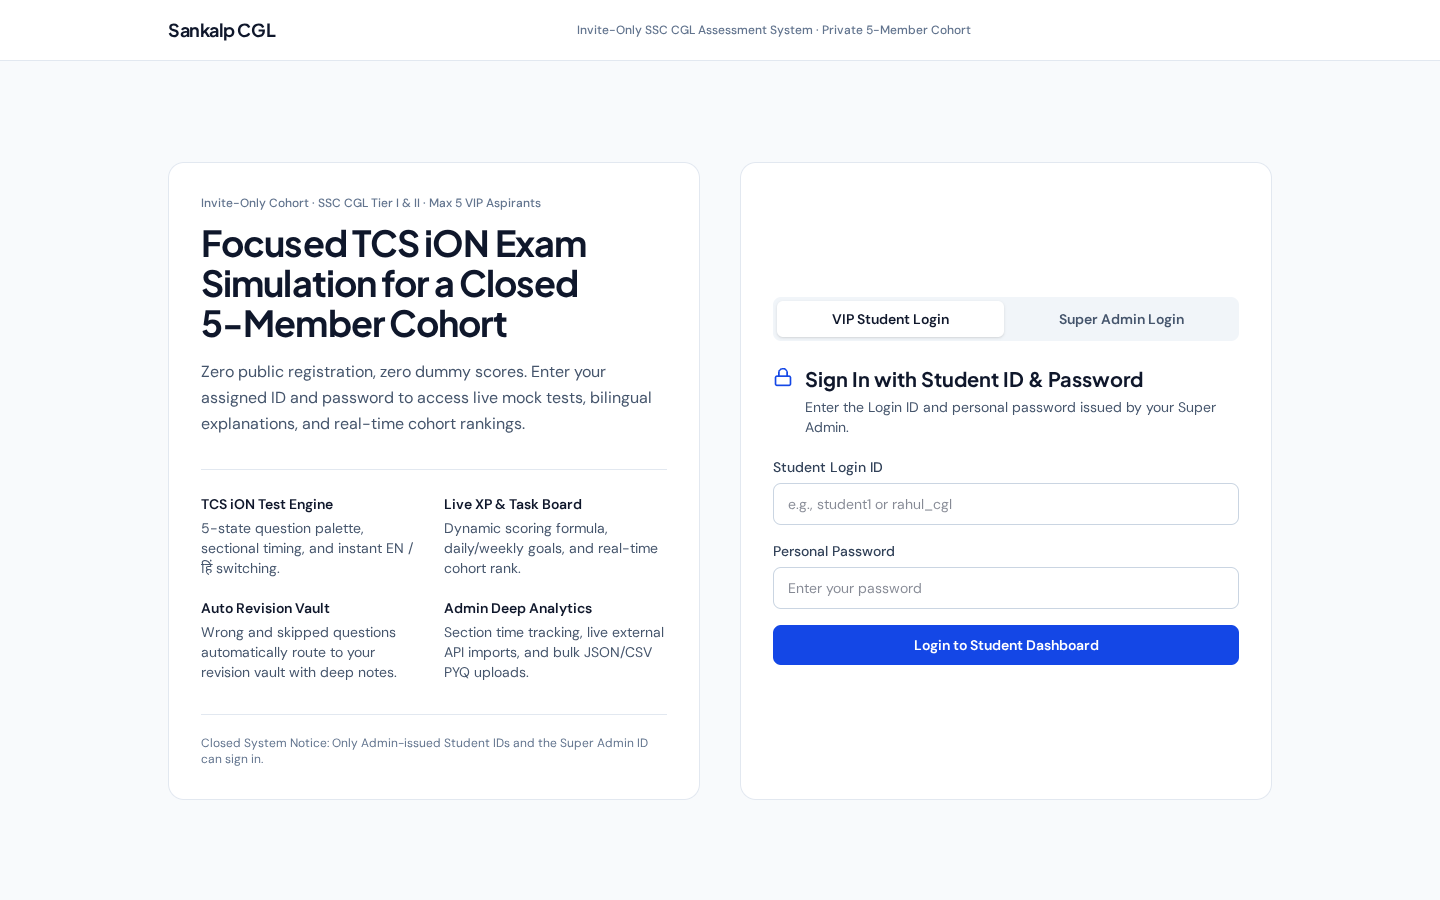 Sankalp CGL
Invite-Only SSC CGL Assessment System · Private 5-Member Cohort
Invite-Only Cohort · SSC CGL Tier I & II · Max 5 VIP Aspirants
Focused TCS iON Exam
Simulation for a Closed
5-Member Cohort
Zero public registration, zero dummy scores. Enter your
assigned ID and password to access live mock tests, bilingual
explanations, and real-time cohort rankings.
TCS iON Test Engine
5-state question palette,
sectional timing, and instant EN /
हिं switching.
Live XP & Task Board
Dynamic scoring formula,
daily/weekly goals, and real-time
cohort rank.
Auto Revision Vault
Wrong and skipped questions
automatically route to your
revision vault with deep notes.
Admin Deep Analytics
Section time tracking, live external
API imports, and bulk JSON/CSV
PYQ uploads.
Closed System Notice: Only Admin-issued Student IDs and the Super Admin ID
can sign in.
VIP Student Login
Super Admin Login
Sign In with Student ID & Password
Enter the Login ID and personal password issued by your Super
Admin.
Student Login ID
e.g., student1 or rahul_cgl
Personal Password
Enter your password
Login to Student Dashboard